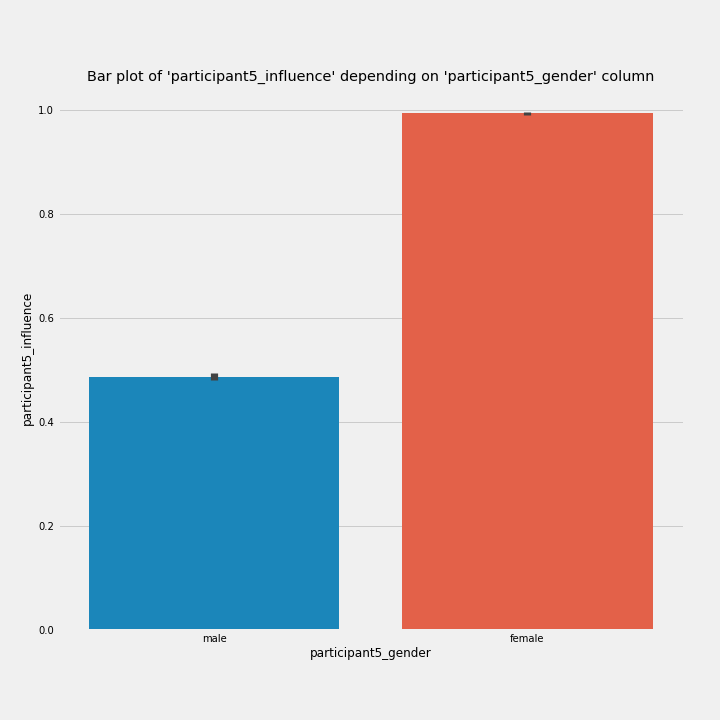 Bar plot of 'participant5_influence' depending on 'participant5_gender' column
1.0
0.8
0.6
0.4
0.2
0.0
participant5_influence
male
female
participant5_gender